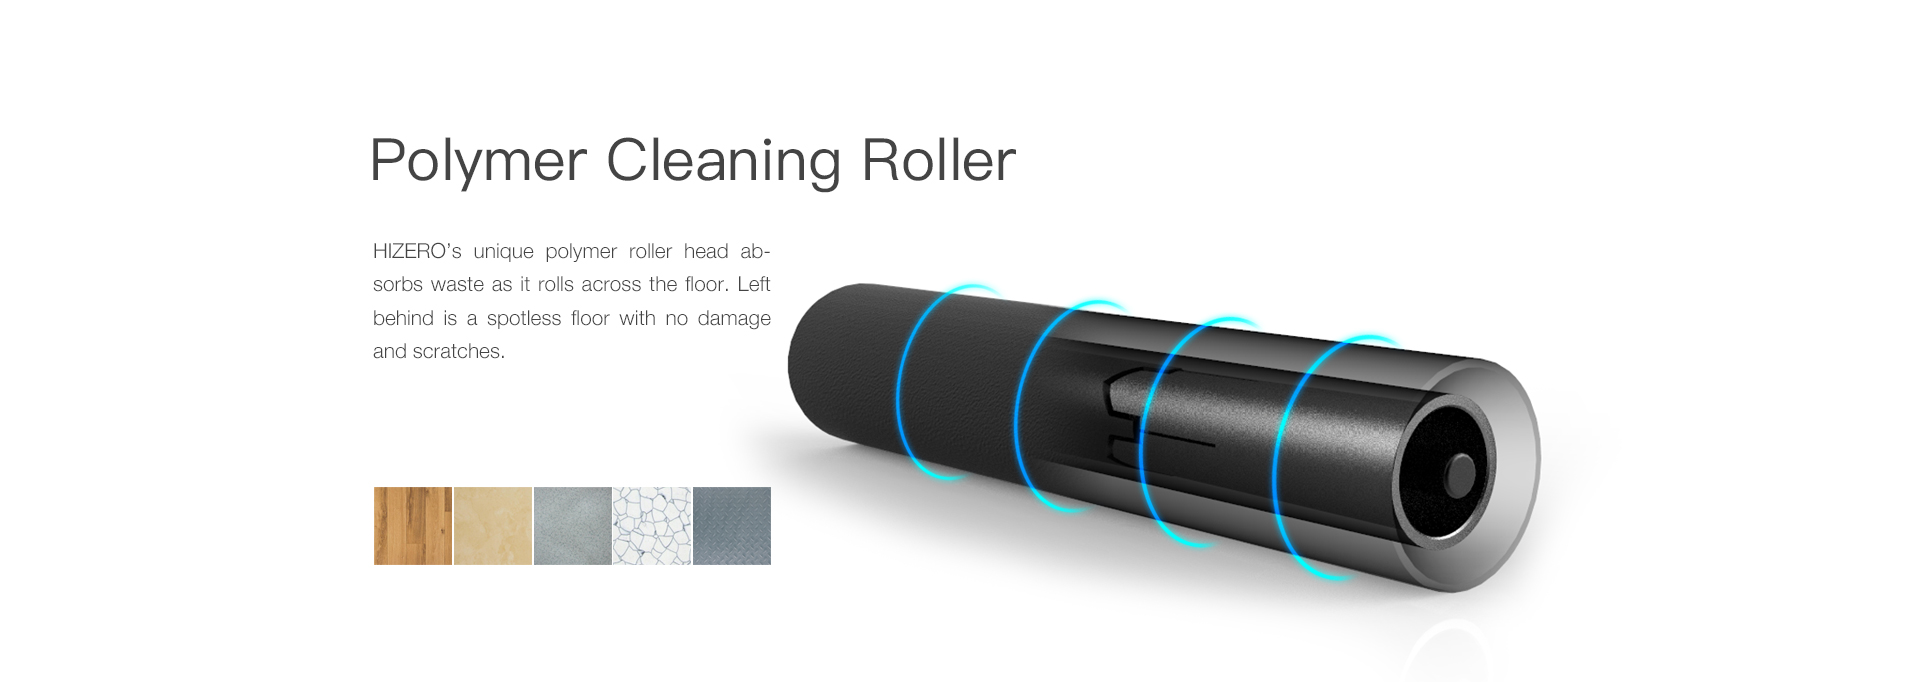 Polymer Cleaning Roller
HIZERO’s unique polymer roller head ab-
sorbs waste as it rolls across the floor. Left
behind is a spotless floor with no damage
and scratches.